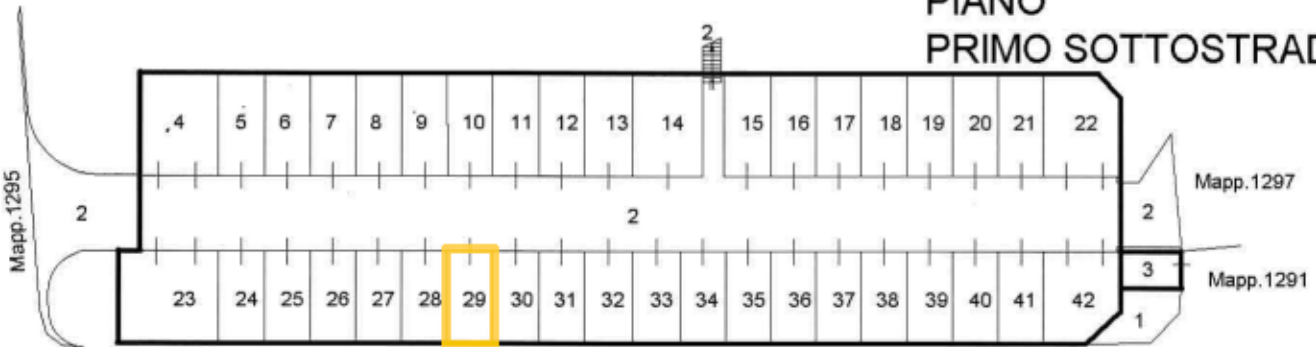 PIANO
PRIMO SOTTOSTRAD
2
4 5 6 7 8 9 10 11 12 13 14 15 16 17 18 19 20 21 22
Mapp.1295
Mapp.1297
2 2 2
3
Mapp.1291
23 24 25 26 27 28 29 30 31 32 33 34 35 36 37 38 39 40 41 42
1